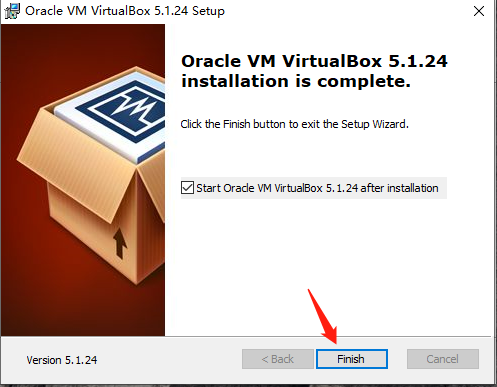 Oracle VM VirtualBox 5.1.24 Setup
Oracle VM VirtualBox 5.1.24
installation is complete.
Click the Finish button to exit the Setup Wizard.
Start Oracle VM VirtualBox 5.1.24 after installation
VM
Version 5.1.24
< Back
Finish
Cancel